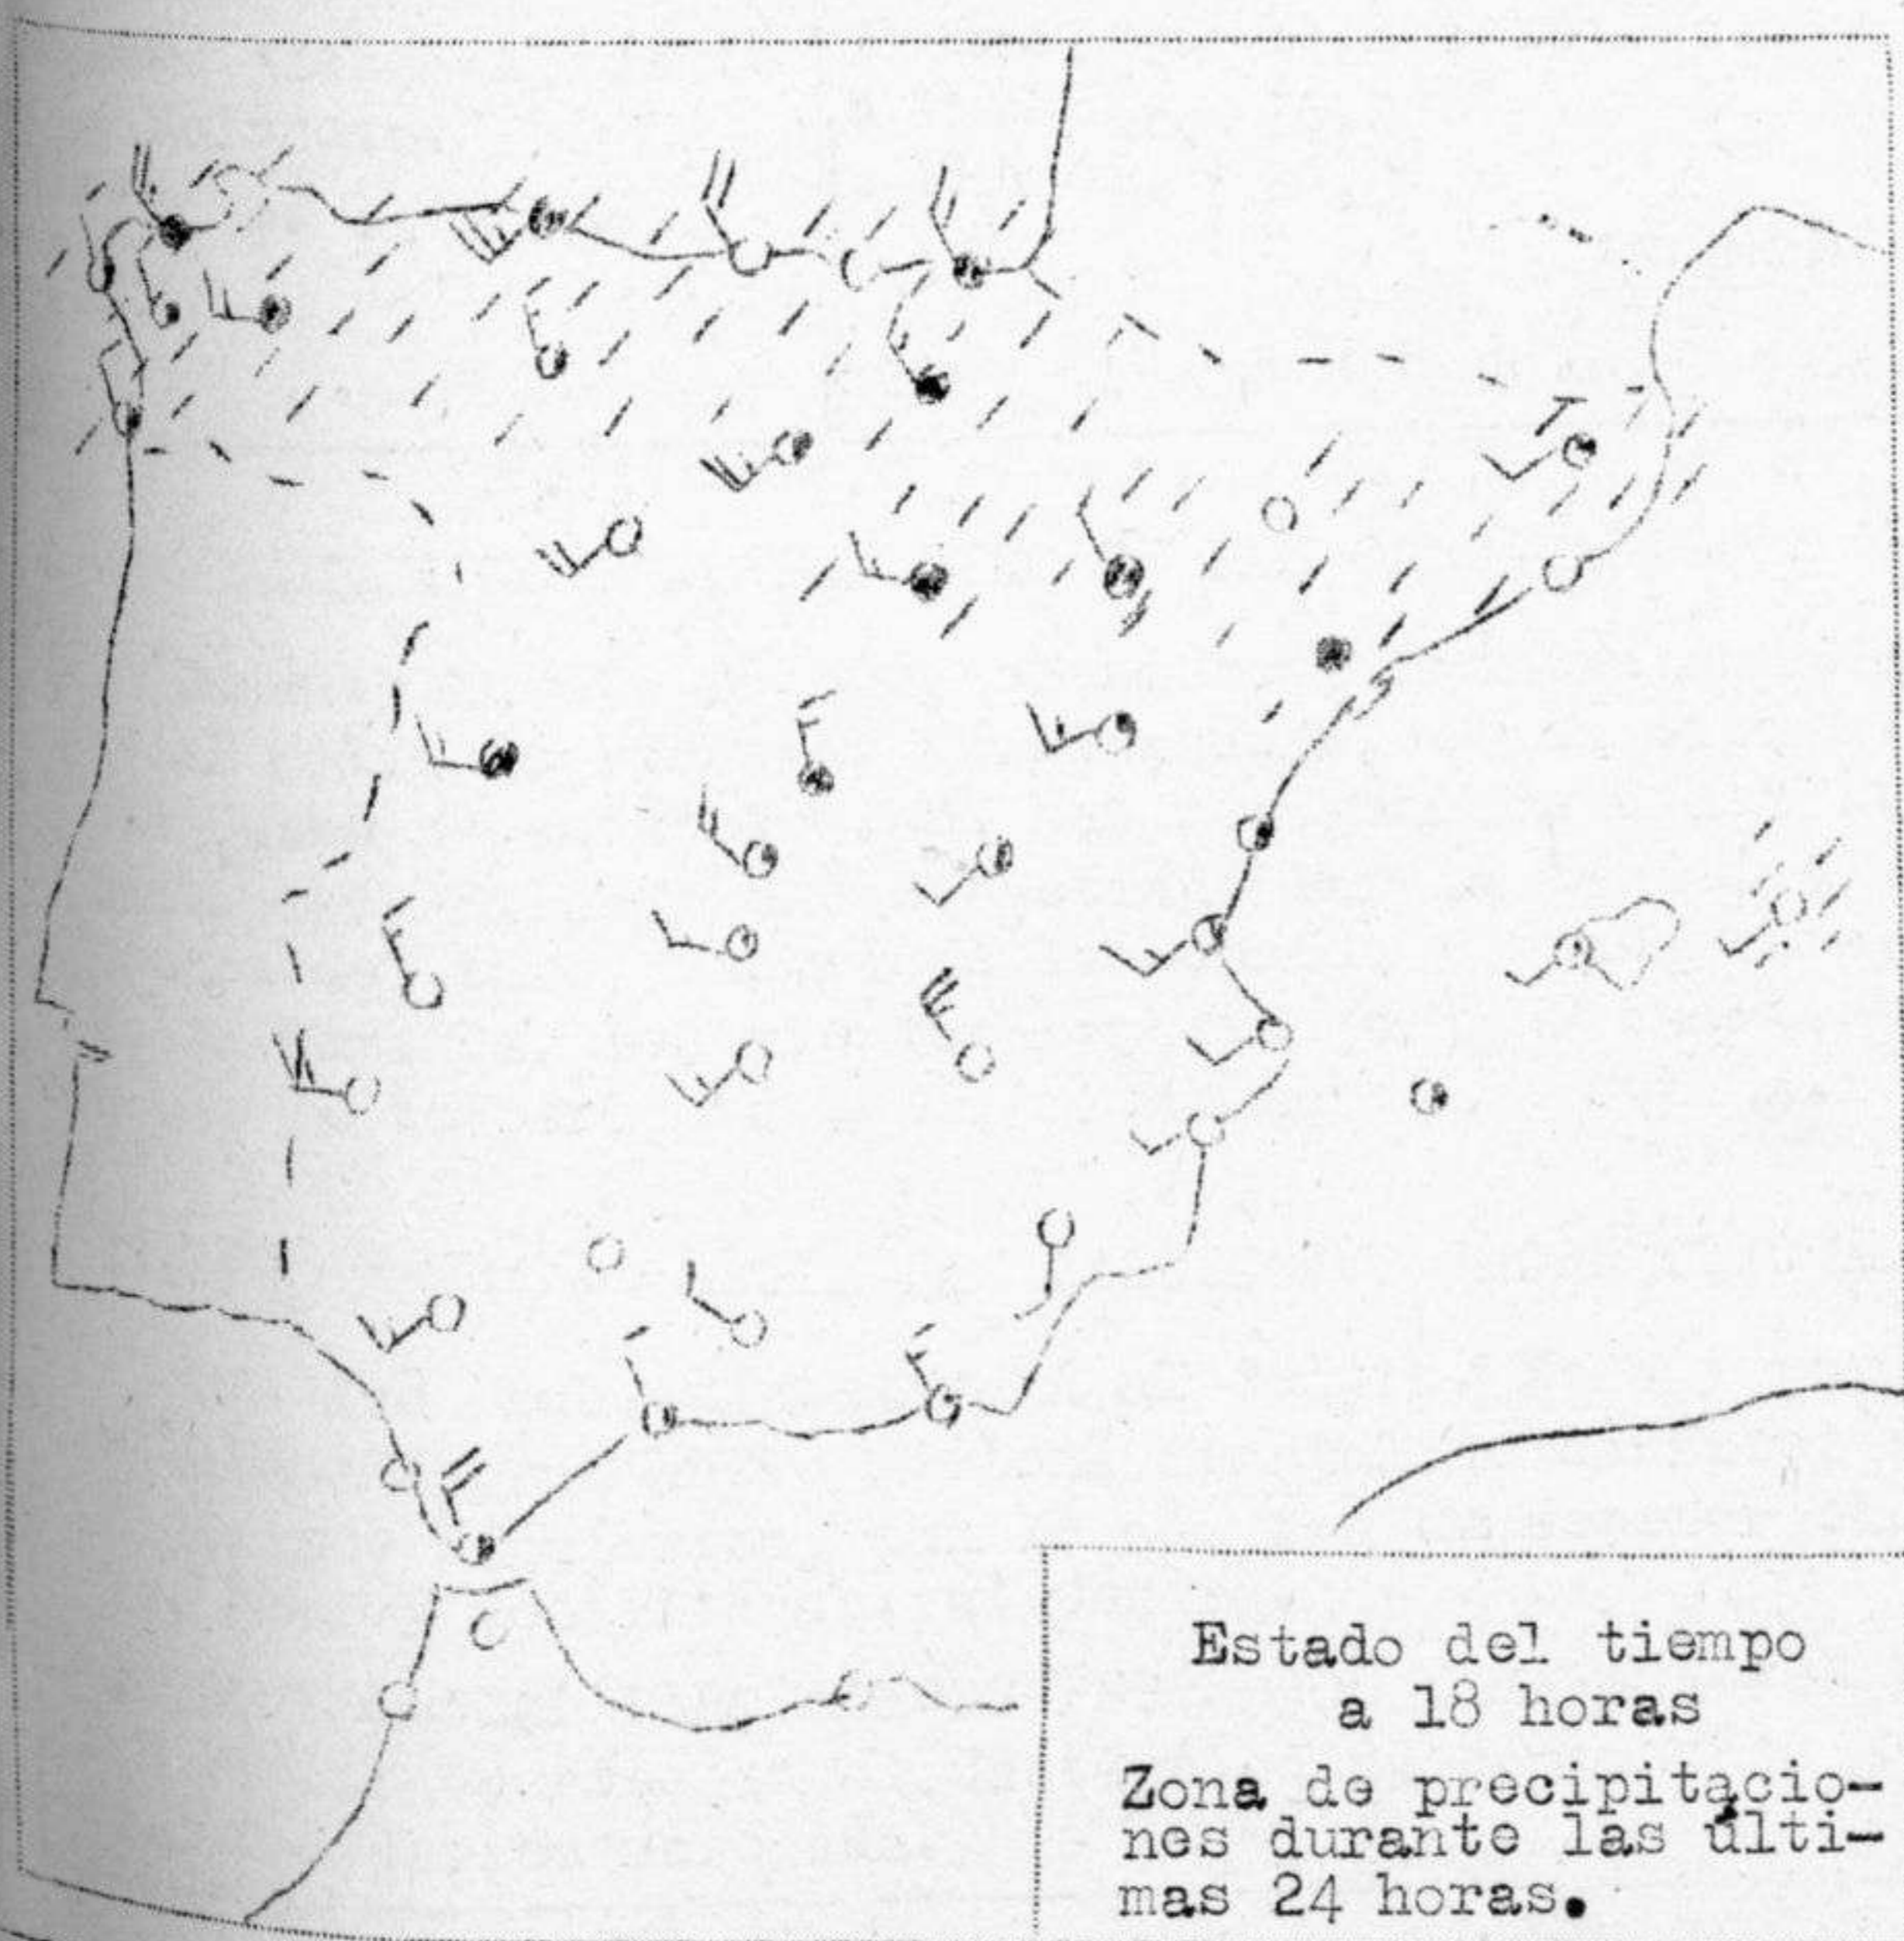 Estado del tiempo
a 18 horas
Zona de precipitacio-
nes durante las últi-
mas 24 horas.